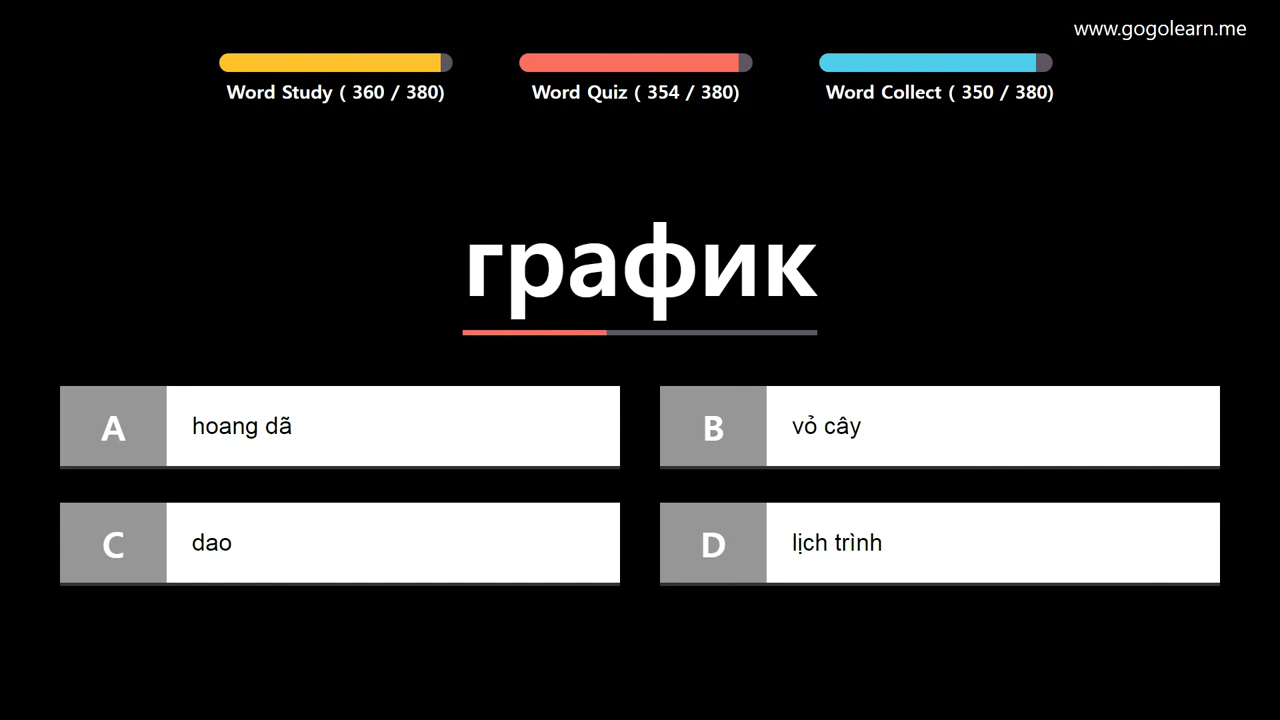 www.gogolearn.me
Word Study ( 360 / 380)
Word Quiz ( 354 / 380)
Word Collect ( 350 / 380)
график
A
hoang dã
B
vỏ cây
C
dao
D
lịch trình